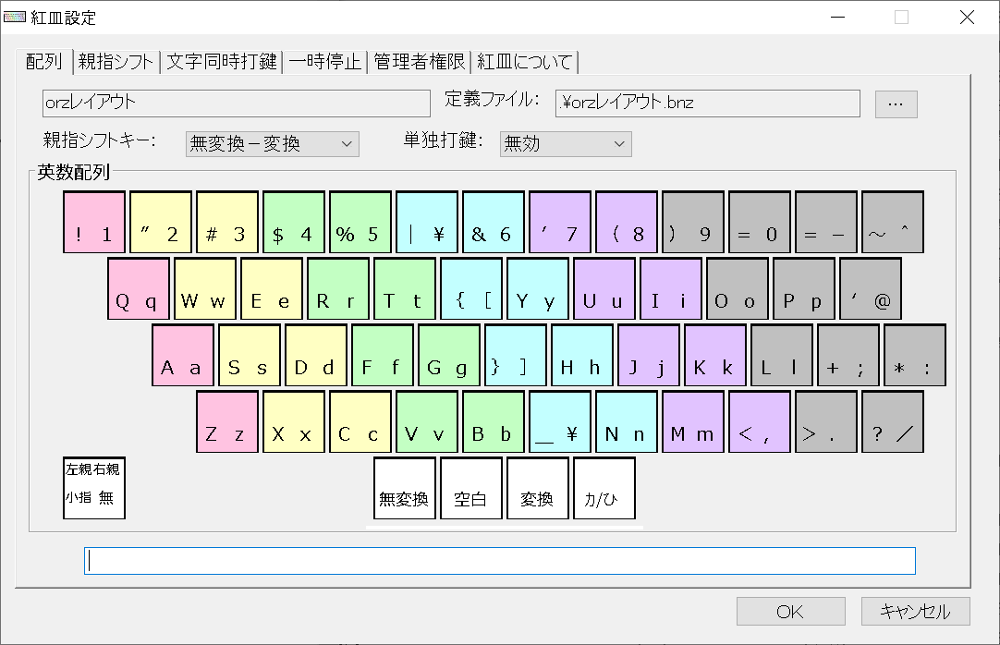 紅皿設定
配列 親指シフト 文字同時打鍵 一時停止 管理者権限 紅皿について
orzレイアウト 定義ファイル: .¥orzレイアウト.bnz ...
親指シフトキー: 無変換－変換 単独打鍵: 無効
英数配列
! 1 ” 2 # 3 $ 4 % 5 | ¥ & 6 ’ 7 ( 8 ) 9 = 0 = － ～ ＾
Q q W w E e R r T t { [ Y y U u I i O o P p ‘ @
A a S s D d F f G g } ] H h J j K k L l + ; * :
Z z X x C c V v B b ＿ ¥ N n M m < , > . ? ／
左親右親
小指 無 無変換 空白 変換 カ/ひ
OK キャンセル